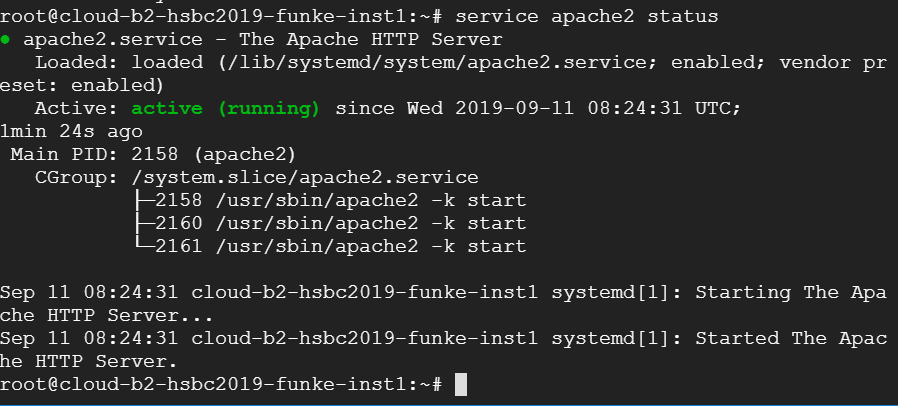 root@cloud-b2-hsbc2019-funke-inst1:~# service apache2 status
● apache2.service - The Apache HTTP Server
   Loaded: loaded (/lib/systemd/system/apache2.service; enabled; vendor pr
eset: enabled)
   Active: active (running) since Wed 2019-09-11 08:24:31 UTC;
1min 24s ago
 Main PID: 2158 (apache2)
   CGroup: /system.slice/apache2.service
           ├─2158 /usr/sbin/apache2 -k start
           ├─2160 /usr/sbin/apache2 -k start
           └─2161 /usr/sbin/apache2 -k start

Sep 11 08:24:31 cloud-b2-hsbc2019-funke-inst1 systemd[1]: Starting The Apa
che HTTP Server...
Sep 11 08:24:31 cloud-b2-hsbc2019-funke-inst1 systemd[1]: Started The Apac
he HTTP Server.
root@cloud-b2-hsbc2019-funke-inst1:~#